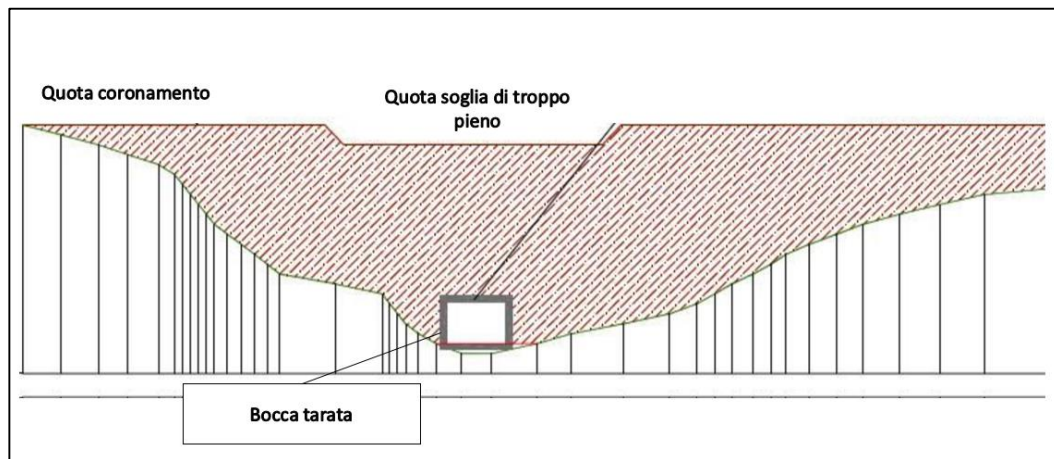 Quota coronamento
Quota soglia di troppo
pieno
Bocca tarata